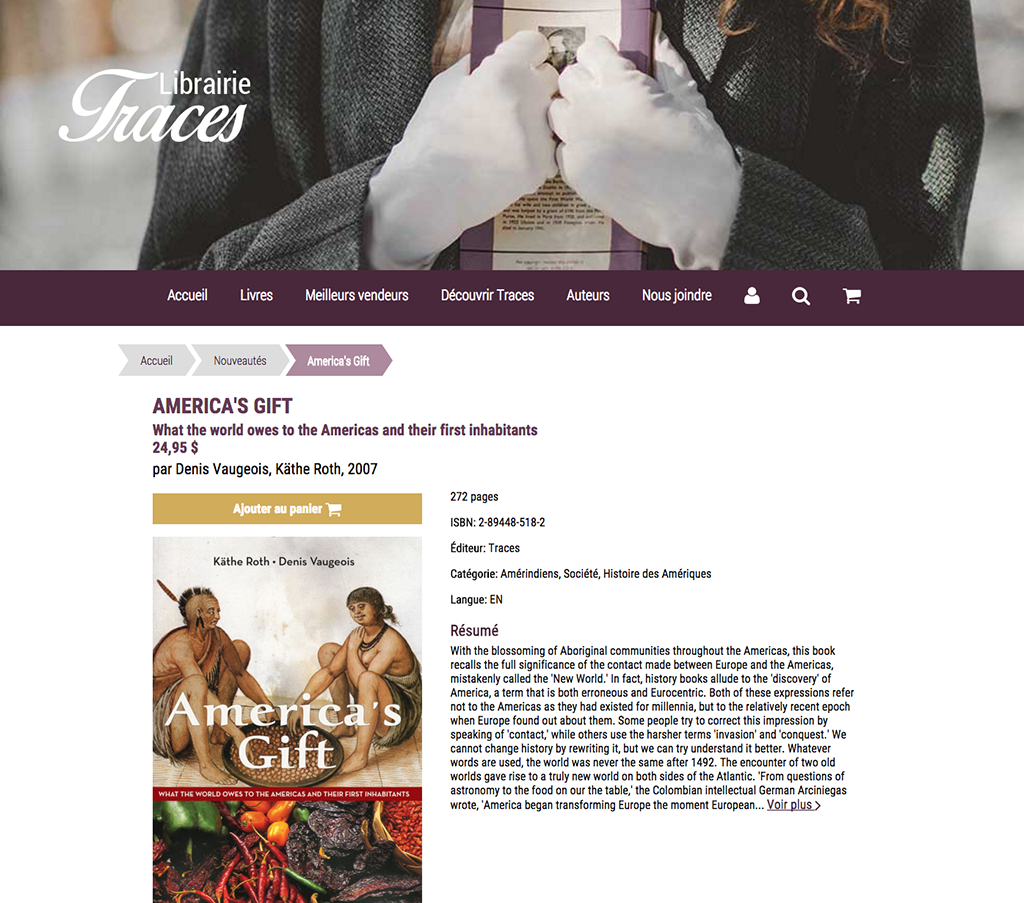 Librairie
Traces
Accueil
Livres
Meilleurs vendeurs
Découvrir Traces
Auteurs
Nous joindre
Accueil
Nouveautés
America's Gift
AMERICA'S GIFT
What the world owes to the Americas and their first inhabitants
24,95 $
par Denis Vaugeois, Käthe Roth, 2007
Ajouter au panier
Käthe Roth • Denis Vaugeois
America's
Gift
WHAT THE WORLD OWES TO THE AMERICAS AND THEIR FIRST INHABITANTS
272 pages
ISBN: 2-89448-518-2
Éditeur: Traces
Catégorie: Amérindiens, Société, Histoire des Amériques
Langue: EN
Résumé
With the blossoming of Aboriginal communities throughout the Americas, this book
recalls the full significance of the contact made between Europe and the Americas,
mistakenly called the 'New World.' In fact, history books allude to the 'discovery' of
America, a term that is both erroneous and Eurocentric. Both of these expressions refer
not to the Americas as they had existed for millennia, but to the relatively recent epoch
when Europe found out about them. Some people try to correct this impression by
speaking of 'contact,' while others use the harsher terms 'invasion' and 'conquest.' We
cannot change history by rewriting it, but we can try understand it better. Whatever
words are used, the world was never the same after 1492. The encounter of two old
worlds gave rise to a truly new world on both sides of the Atlantic. 'From questions of
astronomy to the food on our the table,' the Colombian intellectual German Arciniegas
wrote, 'America began transforming Europe the moment European... Voir plus >